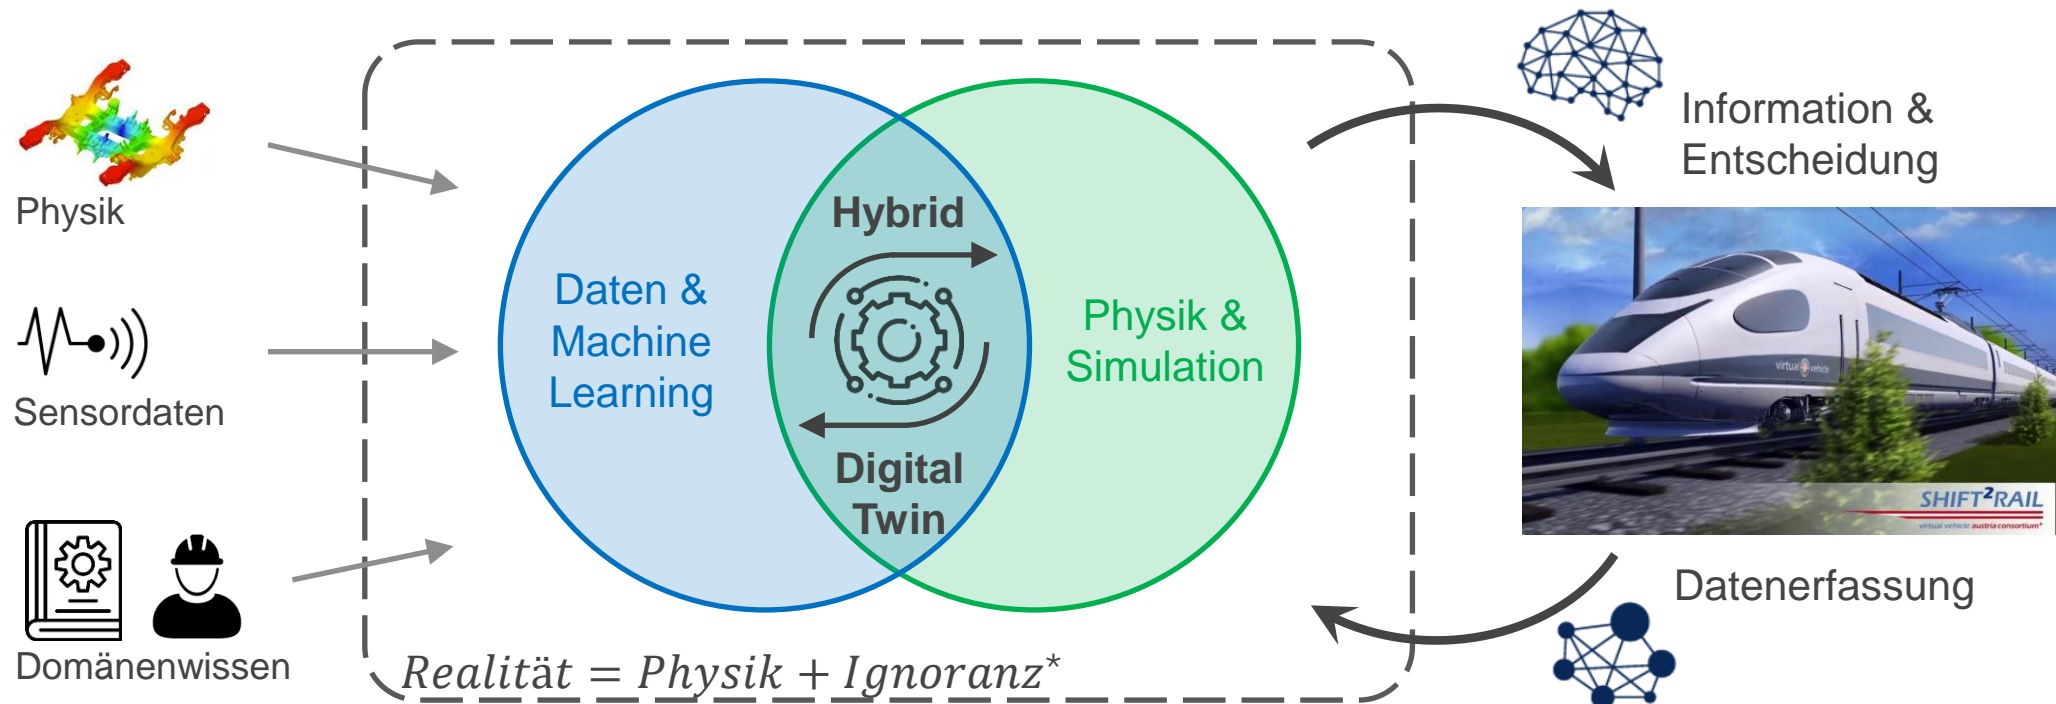 Physik
Sensordaten
Domänenwissen
Daten &
Machine
Learning
Hybrid
Digital
Twin
Physik &
Simulation
Realität = Physik + Ignoranz*
Information &
Entscheidung
virtual vehicle
SHIFT²RAIL
virtual vehicle austria consortium*
Datenerfassung